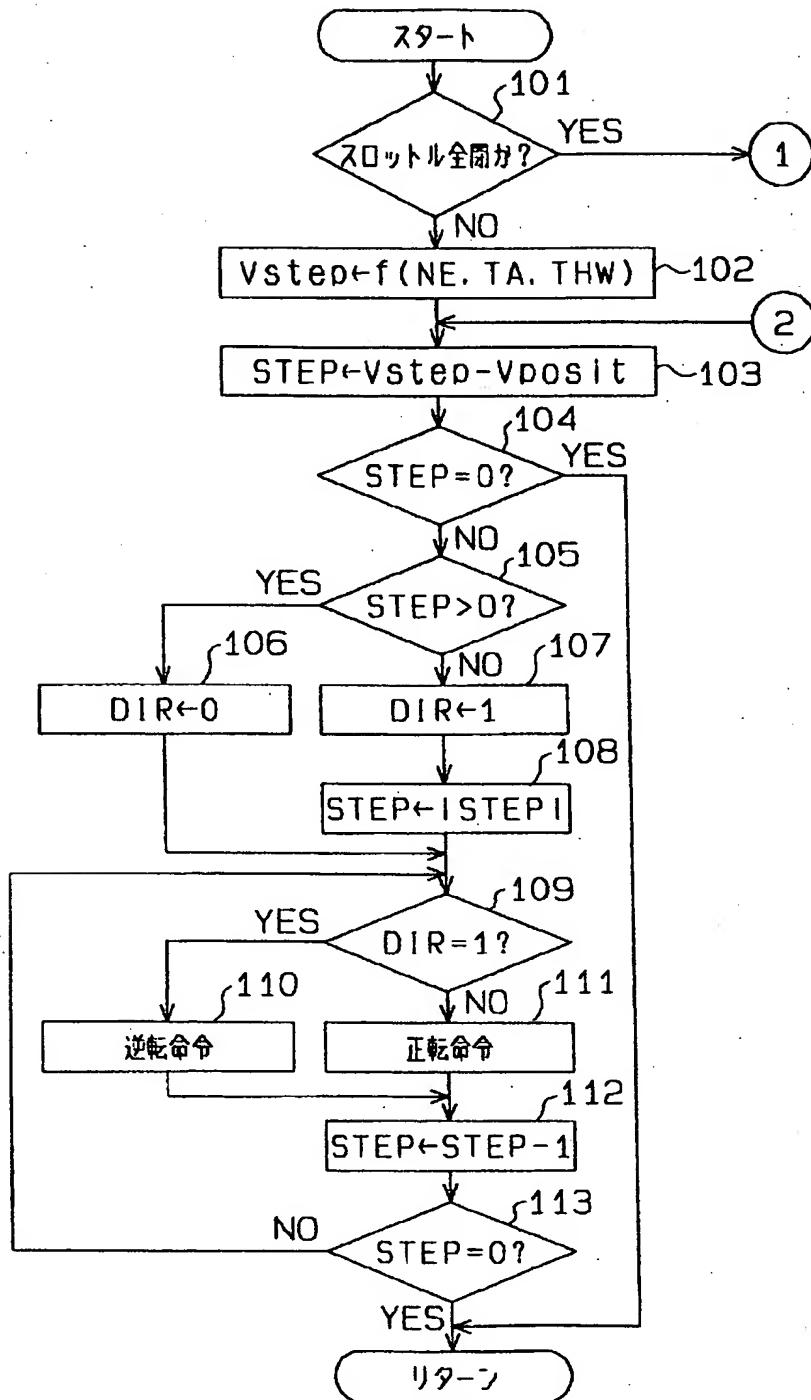 スタート
101
スロットル全閉か?
YES
1
NO
Vstep←f(NE. TA. THW)
102
2
STEP←Vstep-Vposit
103
104
STEP=0?
YES
NO
105
YES
STEP>0?
106
NO
107
DIR←0
DIR←1
108
STEP←|STEP|
109
YES
DIR=1?
110
NO
111
逆転命令
正転命令
112
STEP←STEP-1
113
NO
STEP=0?
YES
リターン